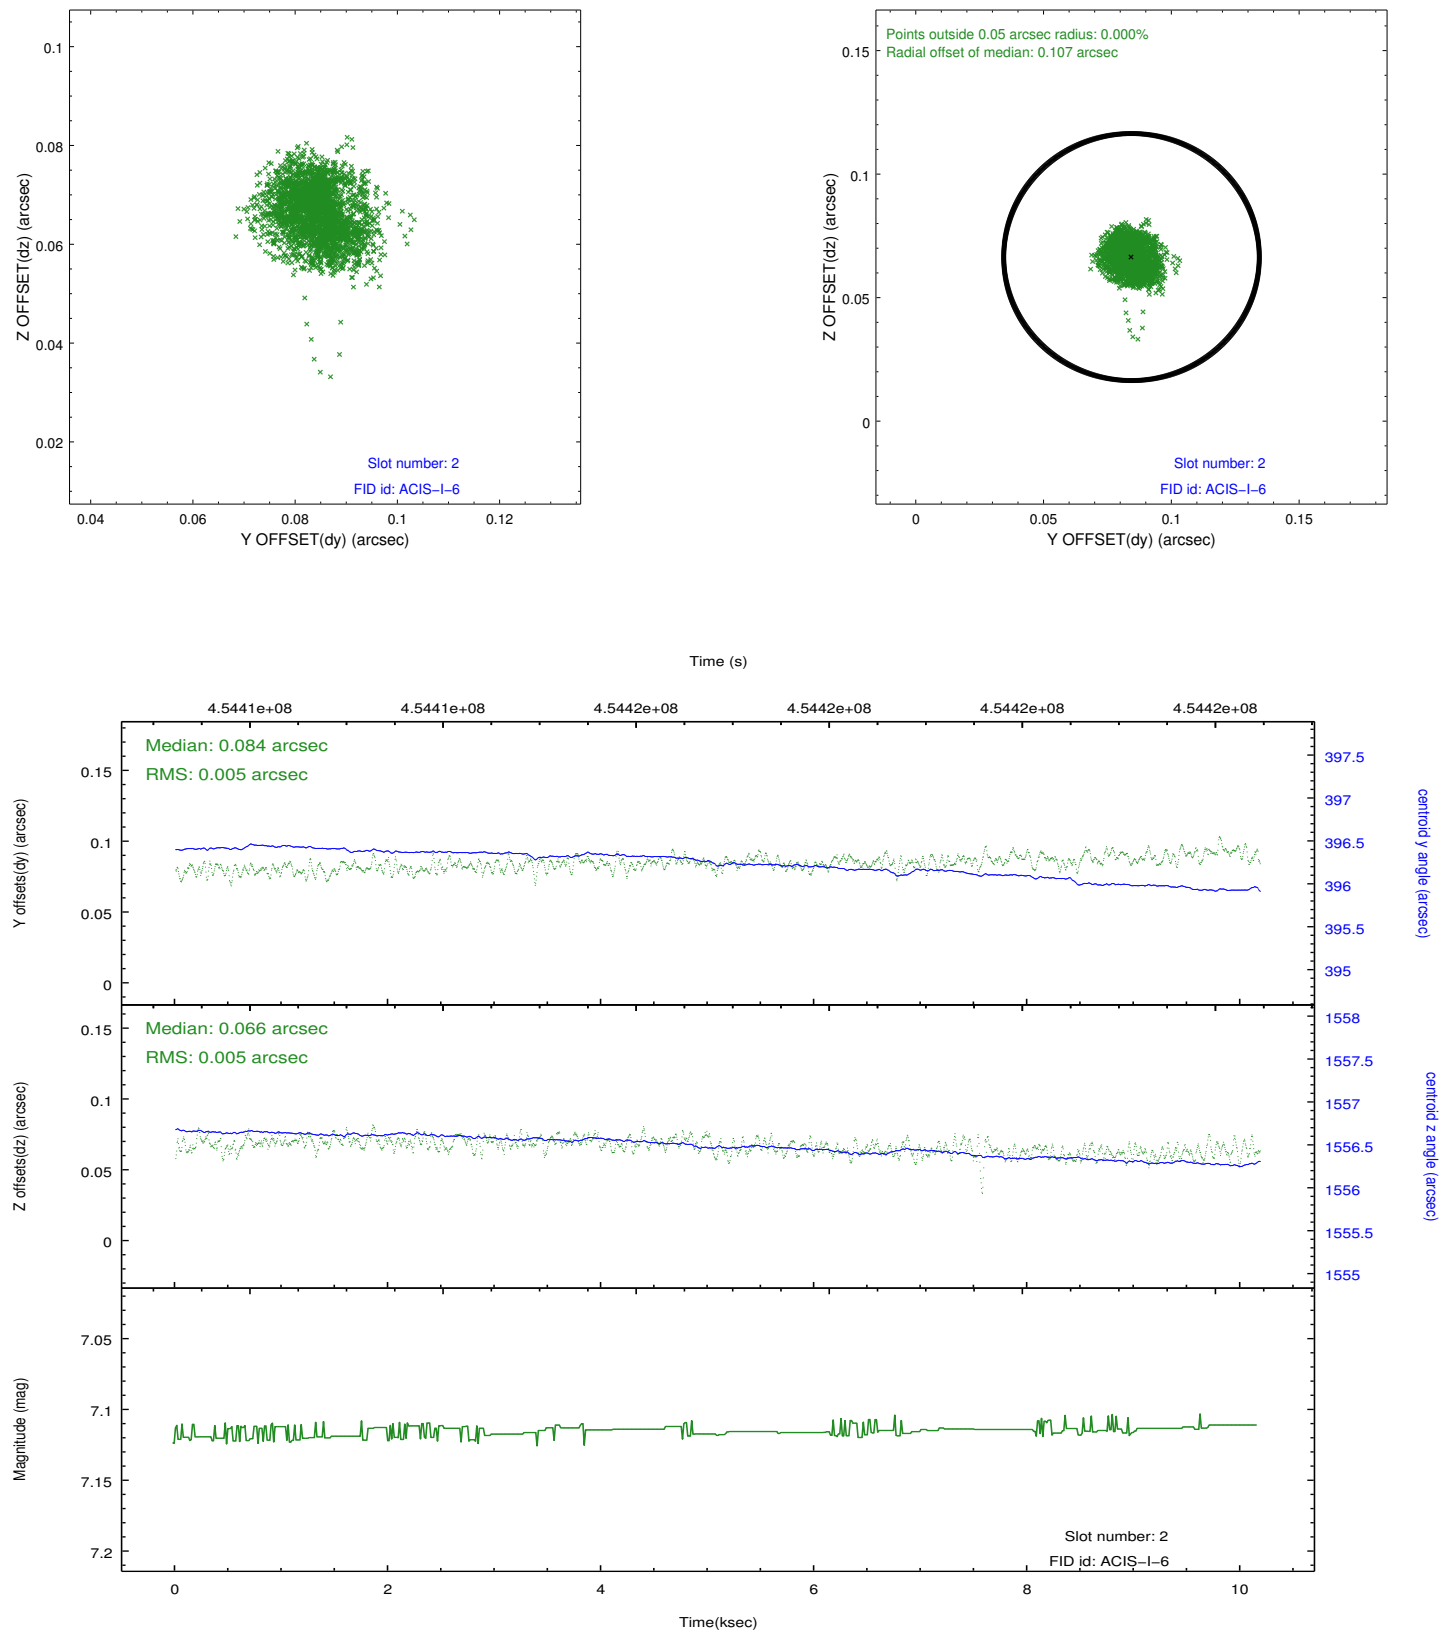 0.1
0.08
0.06
0.04
0.02
Z OFFSET(dz) (arcsec)
Slot number: 2
FID id: ACIS−I−6
0.04 0.06 0.08 0.1 0.12
Y OFFSET(dy) (arcsec)
Points outside 0.05 arcsec radius: 0.000%
Radial offset of median: 0.107 arcsec
0.15
0.1
0.05
0
Z OFFSET(dz) (arcsec)
Slot number: 2
FID id: ACIS−I−6
0 0.05 0.1 0.15
Y OFFSET(dy) (arcsec)
Time (s)
4.5441e+08 4.5441e+08 4.5442e+08 4.5442e+08 4.5442e+08 4.5442e+08
Median: 0.084 arcsec
RMS: 0.005 arcsec
0.15
0.1
0.05
0
Y offsets(dy) (arcsec)
397.5
397
396.5
396
395.5
395
centroid y angle (arcsec)
Median: 0.066 arcsec
RMS: 0.005 arcsec
0.15
0.1
0.05
0
Z offsets(dz) (arcsec)
1558
1557.5
1557
1556.5
1556
1555.5
1555
centroid z angle (arcsec)
7.05
7.1
7.15
7.2
Magnitude (mag)
Slot number: 2
FID id: ACIS−I−6
0 2 4 6 8 10
Time(ksec)